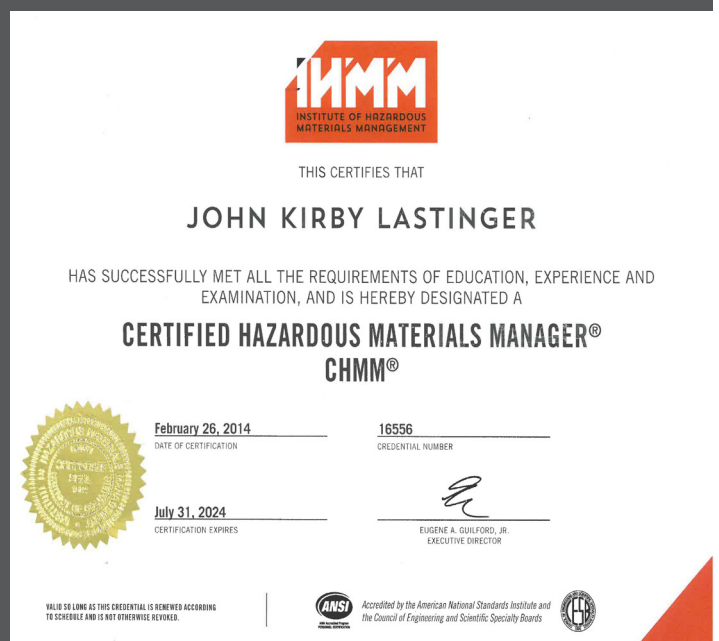 IHMM
INSTITUTE OF HAZARDOUS
MATERIALS MANAGEMENT
THIS CERTIFIES THAT
JOHN KIRBY LASTINGER
HAS SUCCESSFULLY MET ALL THE REQUIREMENTS OF EDUCATION, EXPERIENCE AND
EXAMINATION, AND IS HEREBY DESIGNATED A
CERTIFIED HAZARDOUS MATERIALS MANAGER®
CHMM®
February 26, 2014
DATE OF CERTIFICATION
16556
CREDENTIAL NUMBER
July 31, 2024
CERTIFICATION EXPIRES
EUGENE A. GUILFORD, JR.
EXECUTIVE DIRECTOR
VALID SO LONG AS THIS CREDENTIAL IS RENEWED ACCORDING
TO SCHEDULE AND IS NOT OTHERWISE REVOKED.
ANSI
Accredited by the American National Standards Institute and
the Council of Engineering and Scientific Specialty Boards
CESB